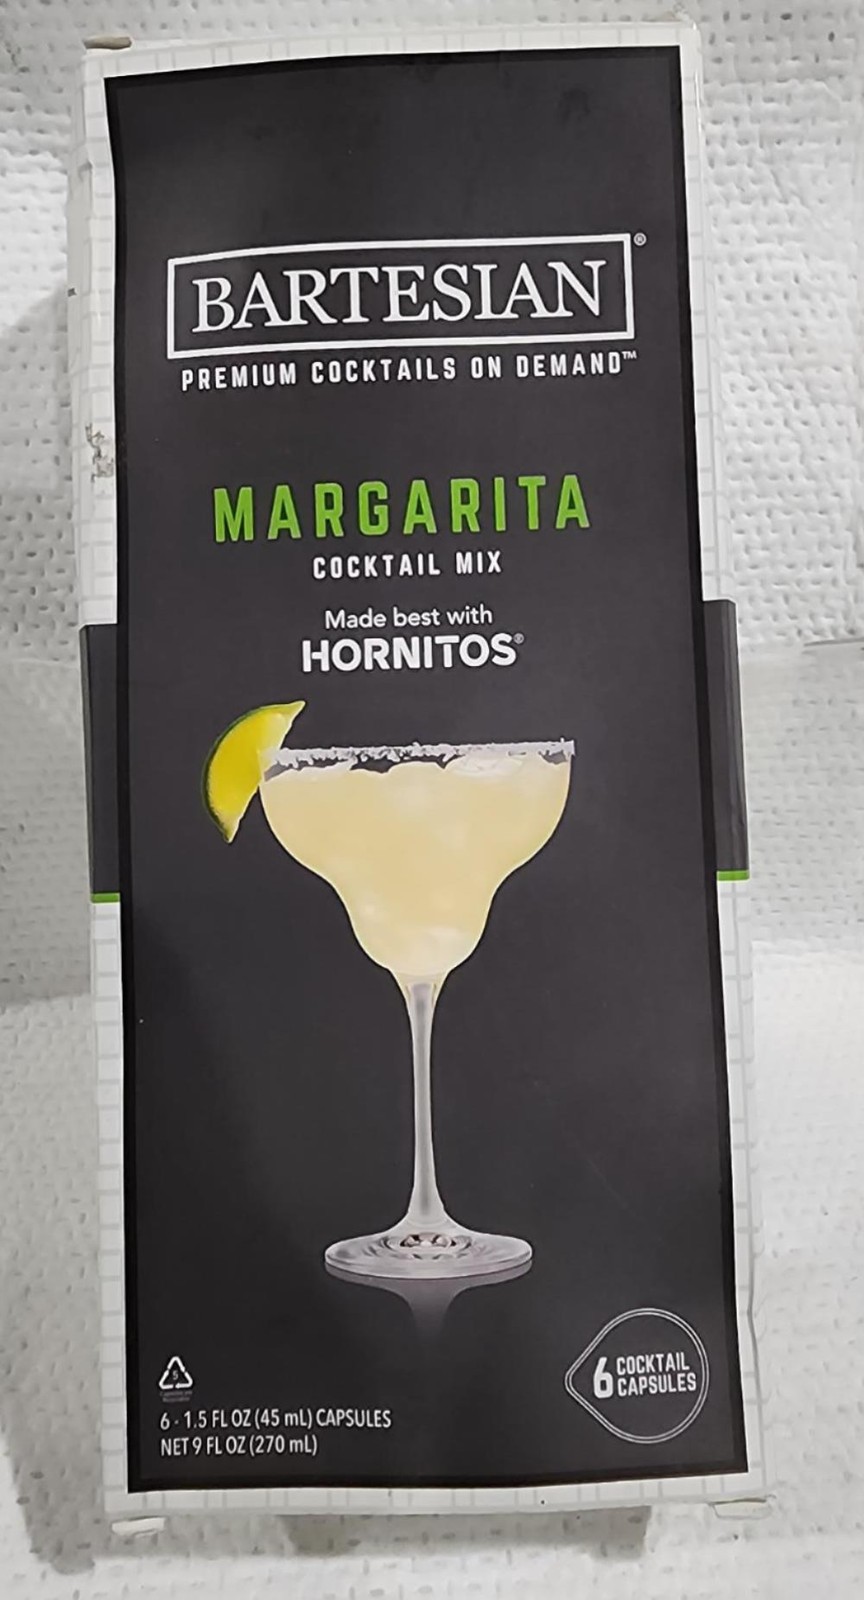 BARTESIAN®
PREMIUM COCKTAILS ON DEMAND™
MARGARITA
COCKTAIL MIX
Made best with
HORNITOS®
5
6 COCKTAIL
CAPSULES
6 - 1.5 FL OZ (45 mL) CAPSULES
NET 9 FL OZ (270 mL)